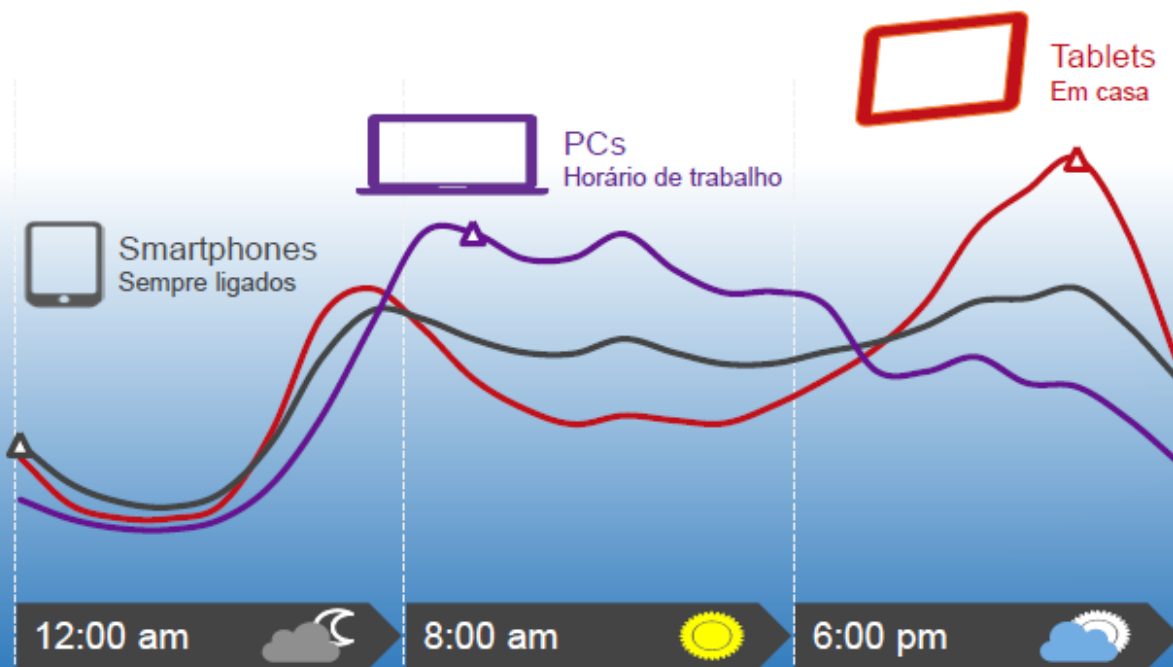 Tablets
Em casa
PCs
Horário de trabalho
Smartphones
Sempre ligados
12:00 am
8:00 am
6:00 pm